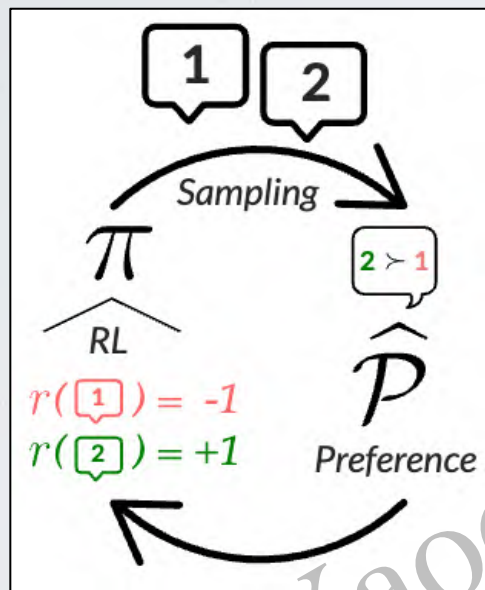 1
2
Sampling
π
2 ≻ 1
RL
P̂
r( 1 ) = -1
r( 2 ) = +1
Preference